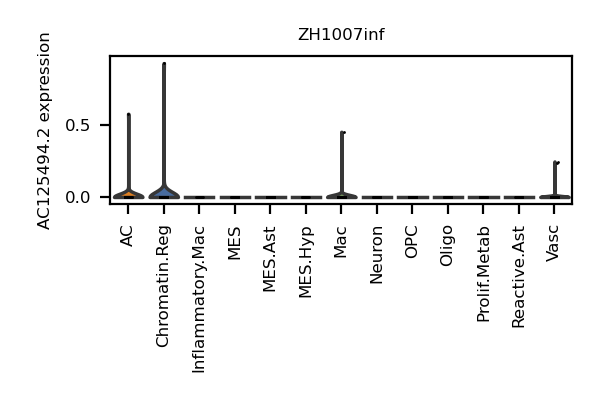 ZH1007inf
AC125494.2 expression
0.5
0.0
AC
Chromatin.Reg
Inflammatory.Mac
MES
MES.Ast
MES.Hyp
Mac
Neuron
OPC
Oligo
Prolif.Metab
Reactive.Ast
Vasc